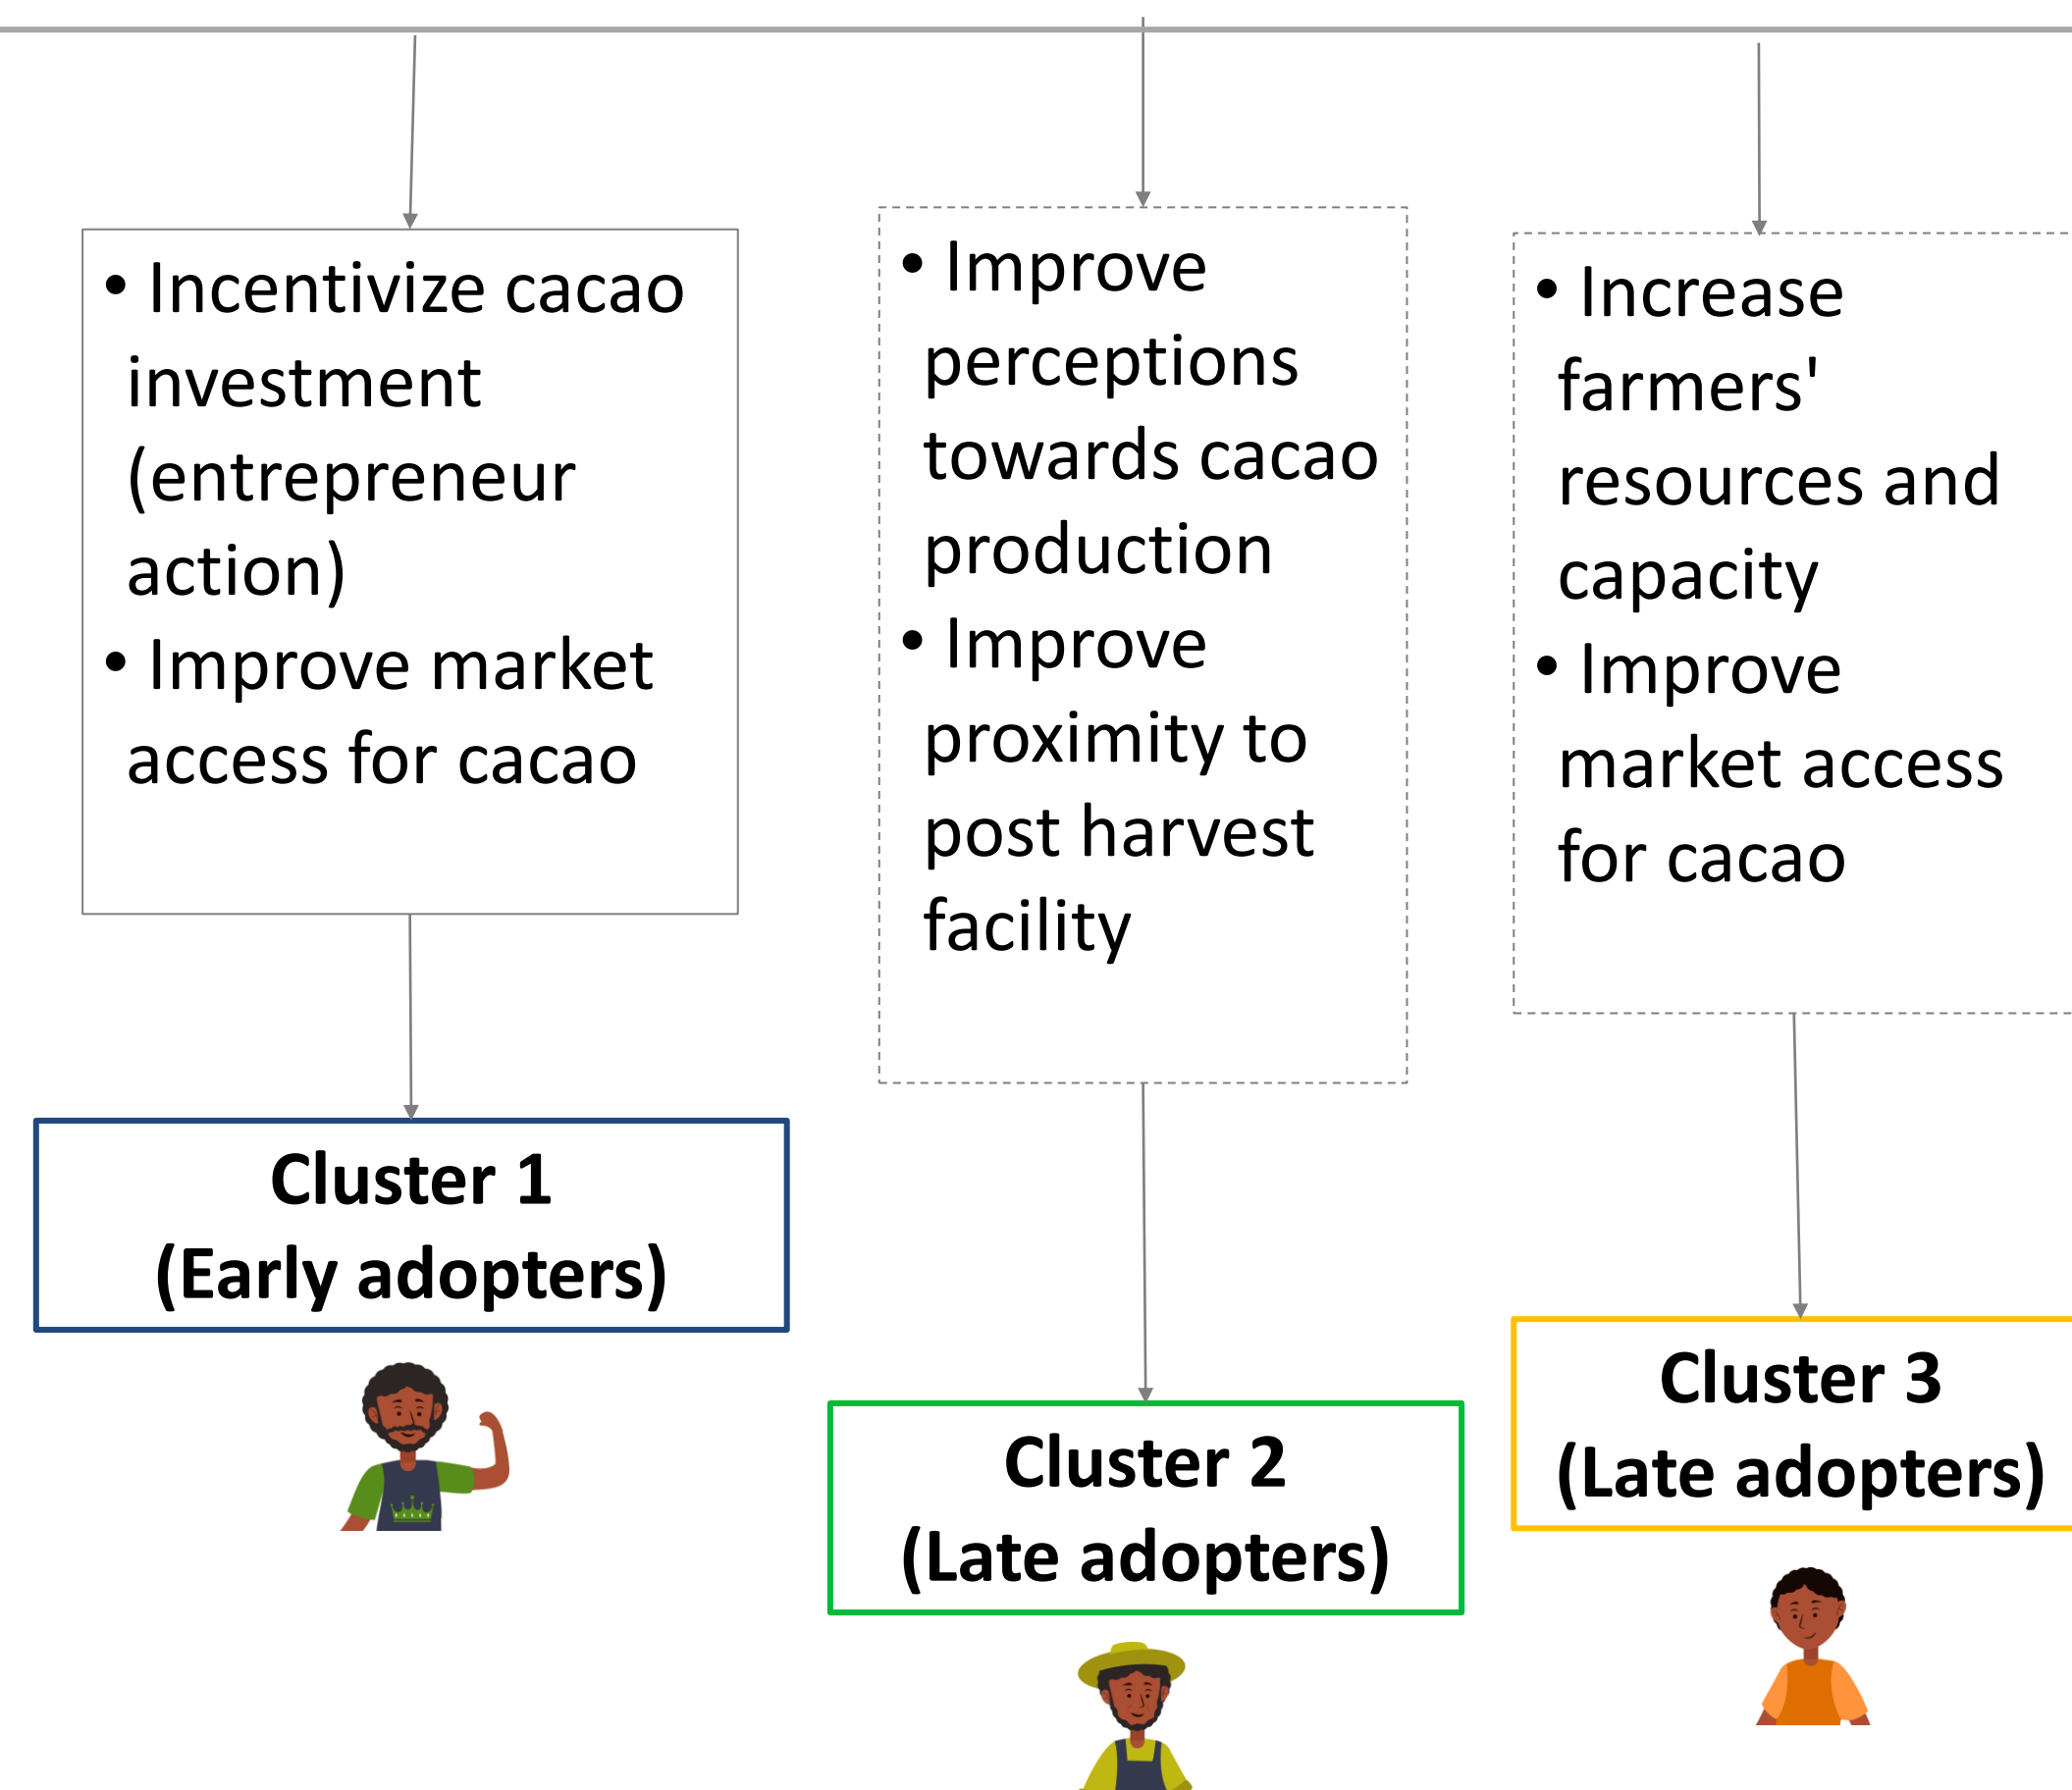 • Incentivize cacao
investment
(entrepreneur
action)
• Improve market
access for cacao
• Improve
perceptions
towards cacao
production
• Improve
proximity to
post harvest
facility
• Increase
farmers'
resources and
capacity
• Improve
market access
for cacao
Cluster 1
(Early adopters)
Cluster 2
(Late adopters)
Cluster 3
(Late adopters)